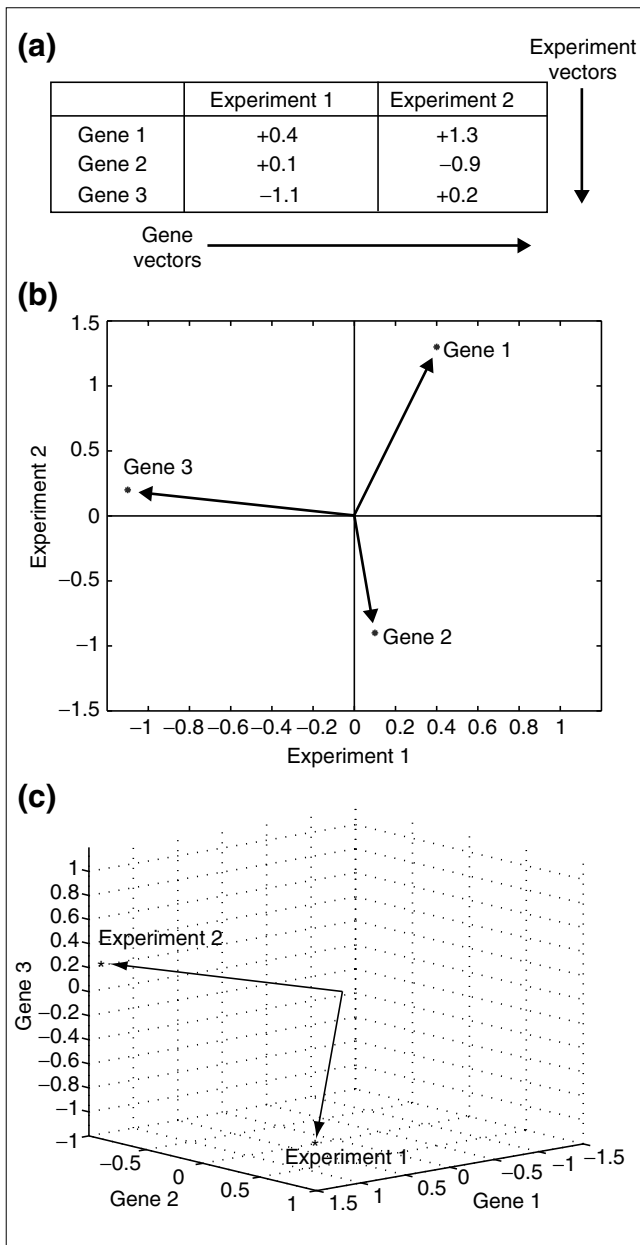 (a)
Experiment
vectors
Experiment 1 Experiment 2
Gene 1 +0.4 +1.3
Gene 2 +0.1 −0.9
Gene 3 −1.1 +0.2
Gene
vectors
(b)
1.5
1
0.5
0
−0.5
−1
−1.5
Experiment 2
Gene 1
Gene 3
Gene 2
−1 −0.8 −0.6 −0.4 −0.2 0 0.2 0.4 0.6 0.8 1
Experiment 1
(c)
1
0.8
0.6
0.4
0.2
0
−0.2
−0.4
−0.6
−0.8
−1
Gene 3
Experiment 2
Experiment 1
−1 −0.5 0 0.5 1
Gene 2
1.5 1 0.5 0 −0.5 −1 −1.5
Gene 1